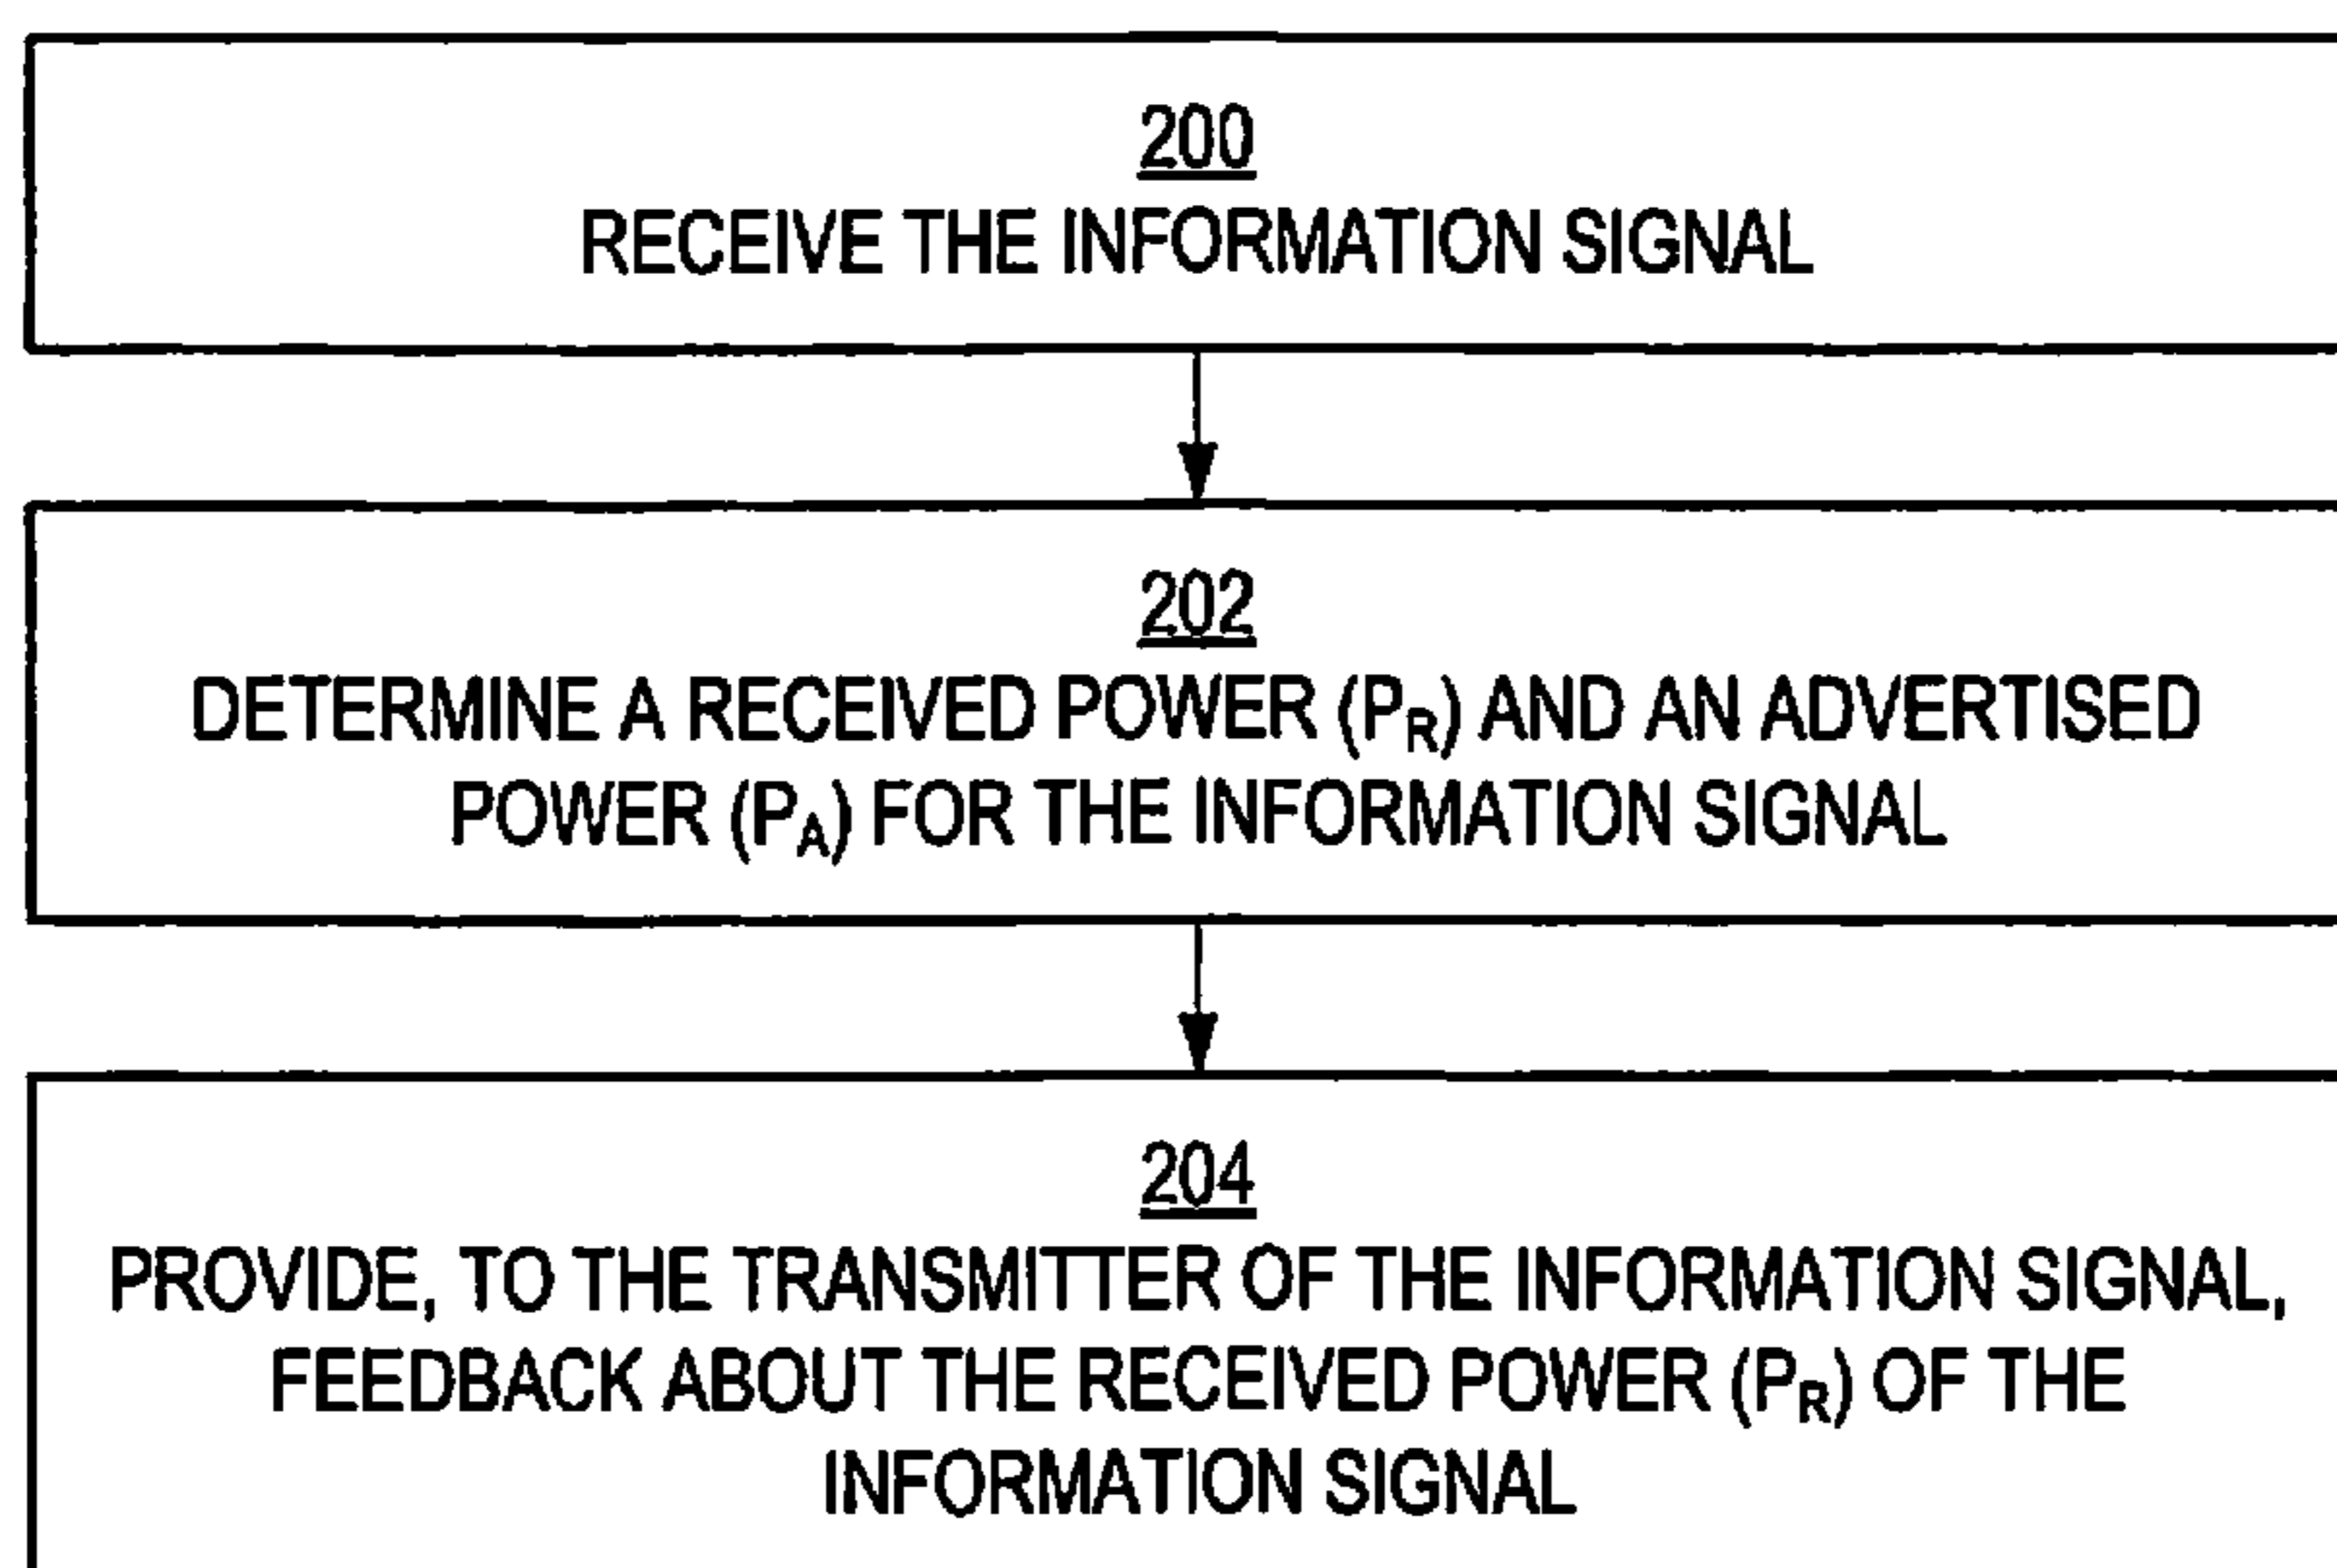 200
RECEIVE THE INFORMATION SIGNAL
202
DETERMINE A RECEIVED POWER (PR) AND AN ADVERTISED
POWER (PA) FOR THE INFORMATION SIGNAL
204
PROVIDE, TO THE TRANSMITTER OF THE INFORMATION SIGNAL,
FEEDBACK ABOUT THE RECEIVED POWER (PR) OF THE
INFORMATION SIGNAL